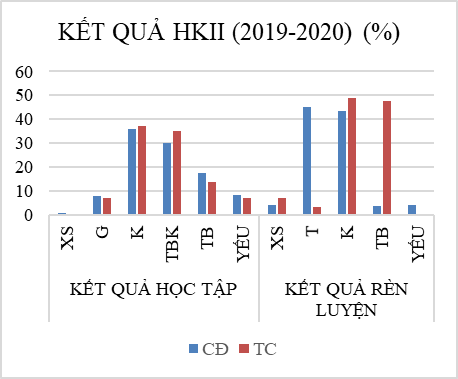 KẾT QUẢ HKII (2019-2020) (%)
60
50
40
30
20
10
0
XS
G
K
TBK
TB
YẾU
XS
T
K
TB
YẾU
KẾT QUẢ HỌC TẬP
KẾT QUẢ RÈN
LUYỆN
CĐ
TC